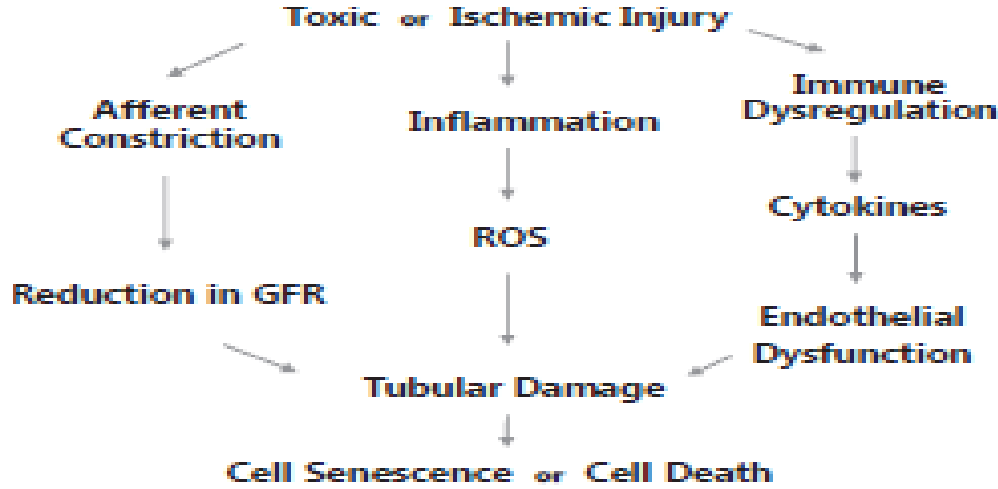 Toxic or Ischemic Injury
Afferent
Constriction
Inflammation
Immune
Dysregulation
ROS
Cytokines
Reduction in GFR
Endothelial
Dysfunction
Tubular Damage
Cell Senescence or Cell Death